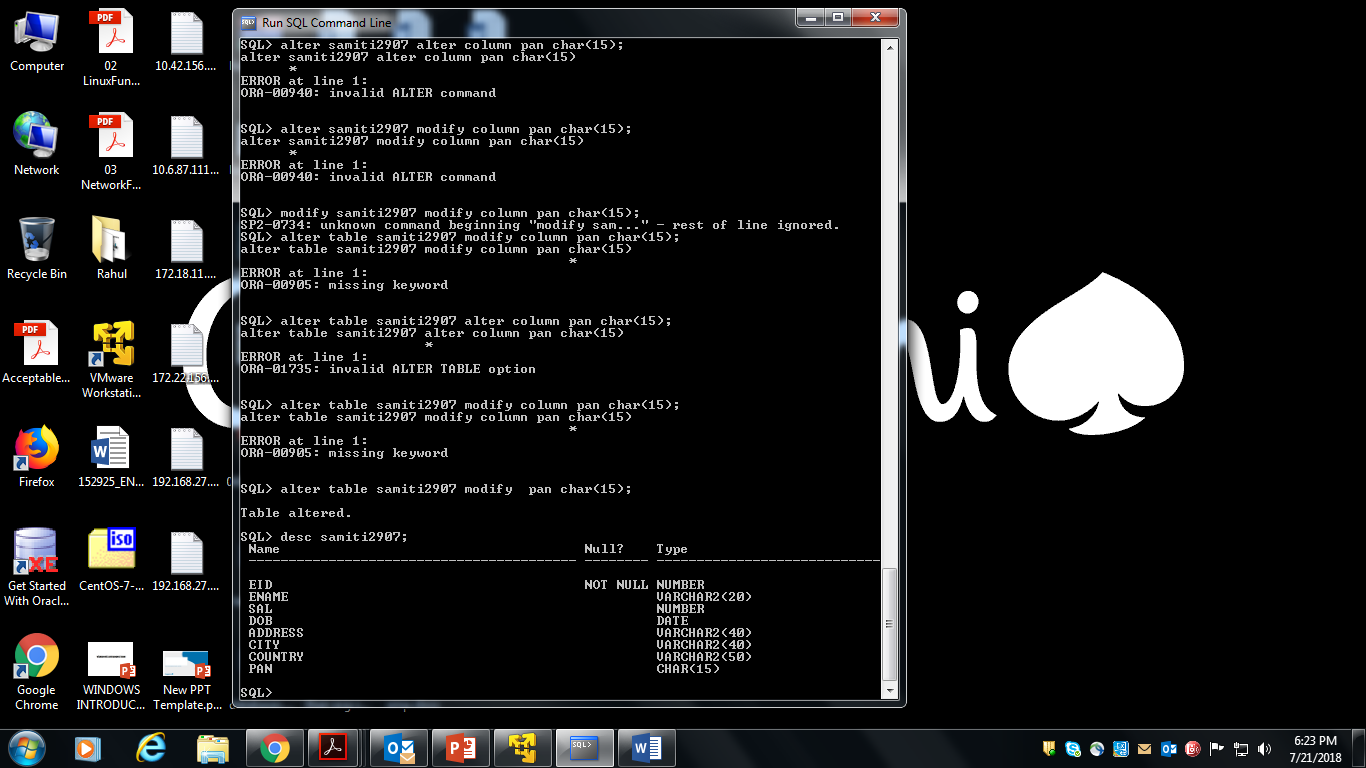 Run SQL Command Line
SQL> alter samiti2907 alter column pan char(15);
alter samiti2907 alter column pan char(15)
*
ERROR at line 1:
ORA-00940: invalid ALTER command
SQL> alter samiti2907 modify column pan char(15);
alter samiti2907 modify column pan char(15)
*
ERROR at line 1:
ORA-00940: invalid ALTER command
SQL> modify samiti2907 modify column pan char(15);
SP2-0734: unknown command beginning "modify sam..." - rest of line ignored.
SQL> alter table samiti2907 modify column pan char(15);
alter table samiti2907 modify column pan char(15)
*
ERROR at line 1:
ORA-00905: missing keyword
SQL> alter table samiti2907 alter column pan char(15);
alter table samiti2907 alter column pan char(15)
*
ERROR at line 1:
ORA-01735: invalid ALTER TABLE option
SQL> alter table samiti2907 modify column pan char(15);
alter table samiti2907 modify column pan char(15)
*
ERROR at line 1:
ORA-00905: missing keyword
SQL> alter table samiti2907 modify  pan char(15);
Table altered.
SQL> desc samiti2907;
Name Null? Type
----------------------------------------- -------- ----------------------------
EID NOT NULL NUMBER
ENAME VARCHAR2(20)
SAL NUMBER
DOB DATE
ADDRESS VARCHAR2(40)
CITY VARCHAR2(40)
COUNTRY VARCHAR2(50)
PAN CHAR(15)
SQL>
Computer
PDF
02
LinuxFun...
10.42.156....
Network
PDF
03
NetworkF...
10.6.87.111...
Recycle Bin
Rahul
172.18.11....
PDF
Acceptable...
VMware
Workstati...
172.22.156....
Firefox
152925_EN...
192.168.27....
XE
Get Started
With Oracl...
iso
CentOS-7-...
192.168.27....
Google
Chrome
WINDOWS
INTRODUC...
New PPT
Template.p...
6:23 PM
7/21/2018